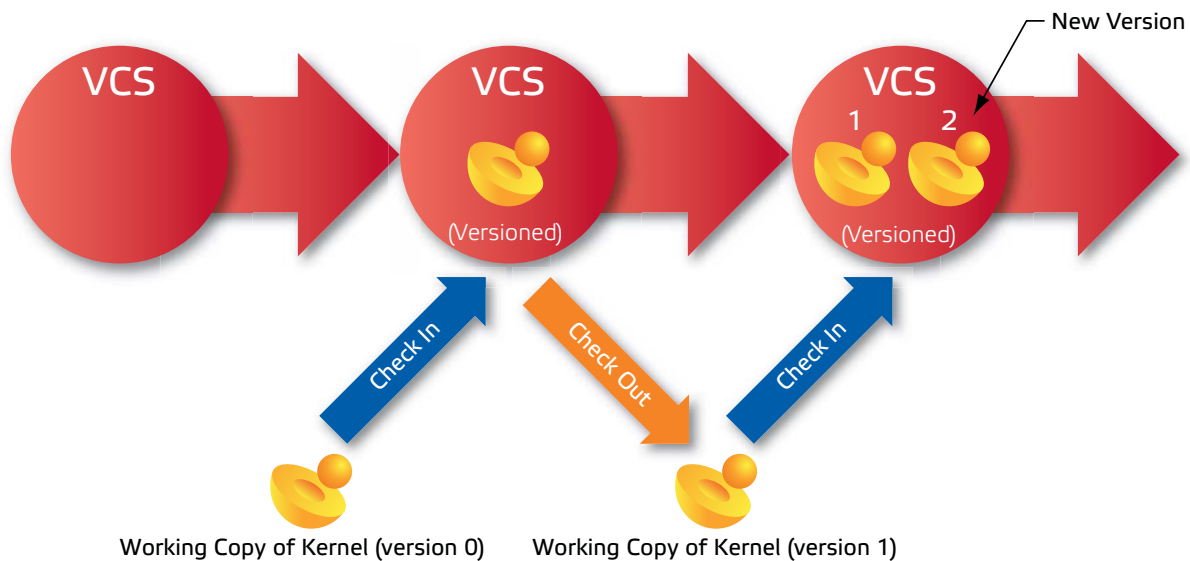 New Version
VCS
VCS
VCS
1
2
(Versioned)
(Versioned)
Check In
Check Out
Check In
Working Copy of Kernel (version 0)
Working Copy of Kernel (version 1)